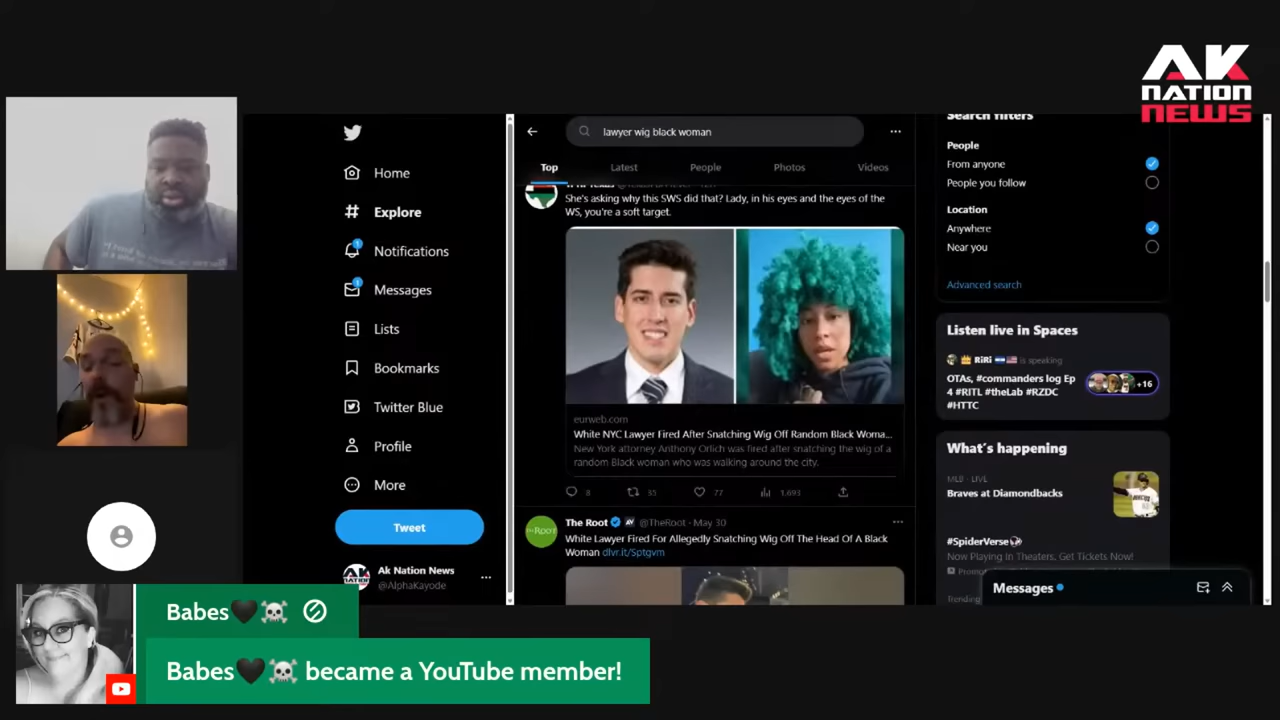 AK
NATION
NEWS
Home
Explore
Notifications
Messages
Lists
Bookmarks
Twitter Blue
Profile
More
Tweet
Ak Nation News
@AlphaKayode
lawyer wig black woman
Top
Latest
People
Photos
Videos
She's asking why this SWS did that? Lady, in his eyes and the eyes of the
WS, you're a soft target.
eurweb.com
White NYC Lawyer Fired After Snatching Wig Off Random Black Woma...
New York attorney Anthony Orlich was fired after snatching the wig of a
random Black woman who was walking around the city.
8
35
77
1,693
The Root @TheRoot · May 30
White Lawyer Fired For Allegedly Snatching Wig Off The Head Of A Black
Woman dlvr.it/Sptgvm
Search filters
People
From anyone
People you follow
Location
Anywhere
Near you
Advanced search
Listen live in Spaces
RiRi is speaking
OTAs, #commanders log Ep
4 #RITL #theLab #RZDC
#HTTC
+16
What's happening
MLB · LIVE
Braves at Diamondbacks
#SpiderVerse
Now Playing In Theaters. Get Tickets Now!
Trending
Messages
Babes🖤☠️
Babes🖤☠️ became a YouTube member!